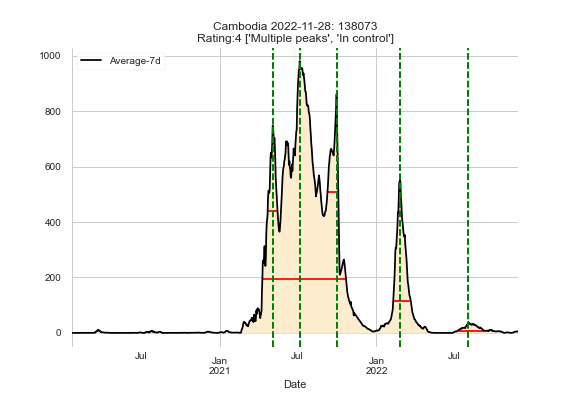 Cambodia 2022-11-28: 138073
Rating:4 ['Multiple peaks', 'In control']
Average-7d
1000
800
600
400
200
0
Jul
Jan
2021
Jul
Jan
2022
Jul
Date